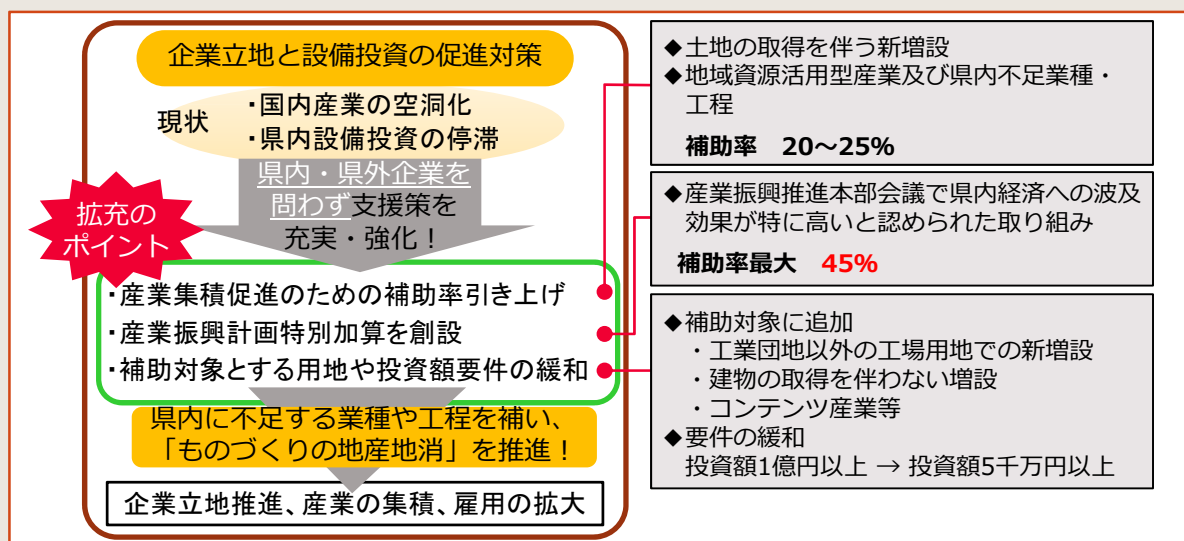 企業立地と設備投資の促進対策
現状
・国内産業の空洞化
・県内設備投資の停滞
県内・県外企業を
問わず支援策を
充実・強化！
拡充の
ポイント
・産業集積促進のための補助率引き上げ
・産業振興計画特別加算を創設
・補助対象とする用地や投資額要件の緩和
県内に不足する業種や工程を補い、
「ものづくりの地産地消」を推進！
企業立地推進、産業の集積、雇用の拡大
◆土地の取得を伴う新増設
◆地域資源活用型産業及び県内不足業種・
工程
補助率　20～25%
◆産業振興推進本部会議で県内経済への波及
効果が特に高いと認められた取り組み
補助率最大　45%
◆補助対象に追加
・工業団地以外の工場用地での新増設
・建物の取得を伴わない増設
・コンテンツ産業等
◆要件の緩和
投資額1億円以上 → 投資額5千万円以上